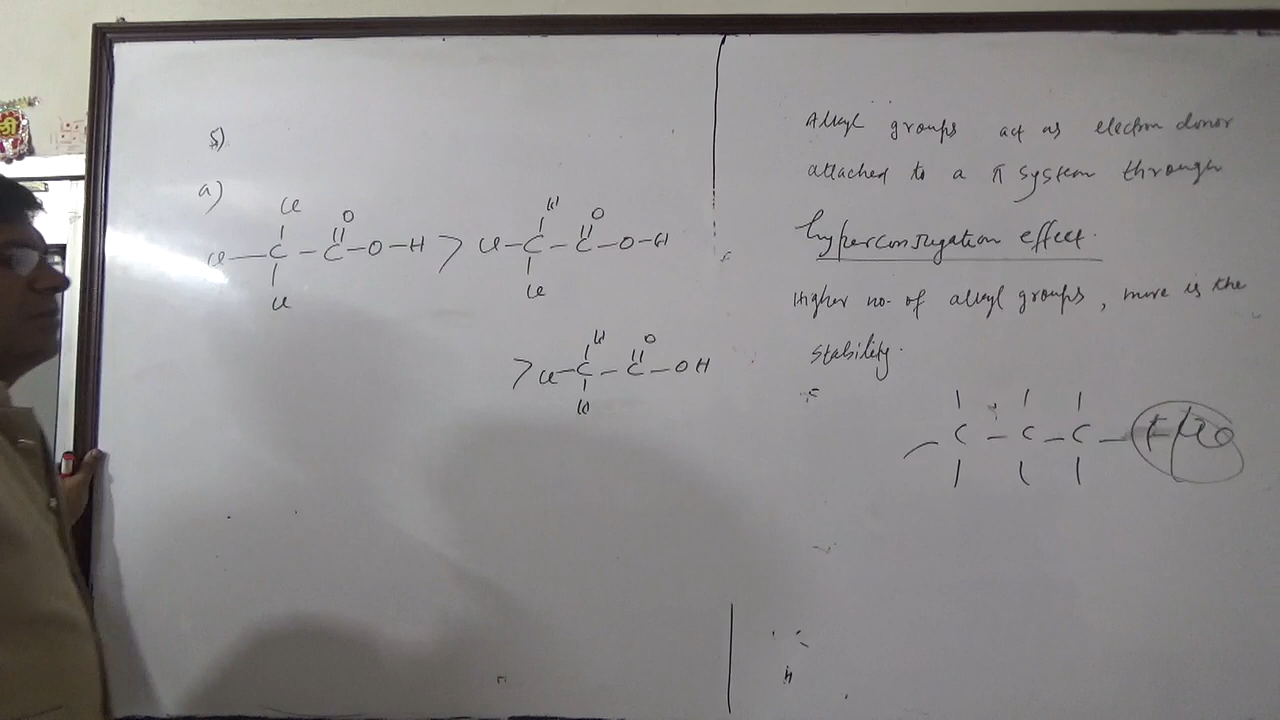 5)
a)
Cl
O
Cl — C — C — O — H > Cl — C — C — O — H
Cl
Cl
O
> Cl — C — C — OH
Alkyl groups act as electron donor
attached to a π system through
hyperconjugation effect.
Higher no. of alkyl groups, more is the
stability.
C — C — C —